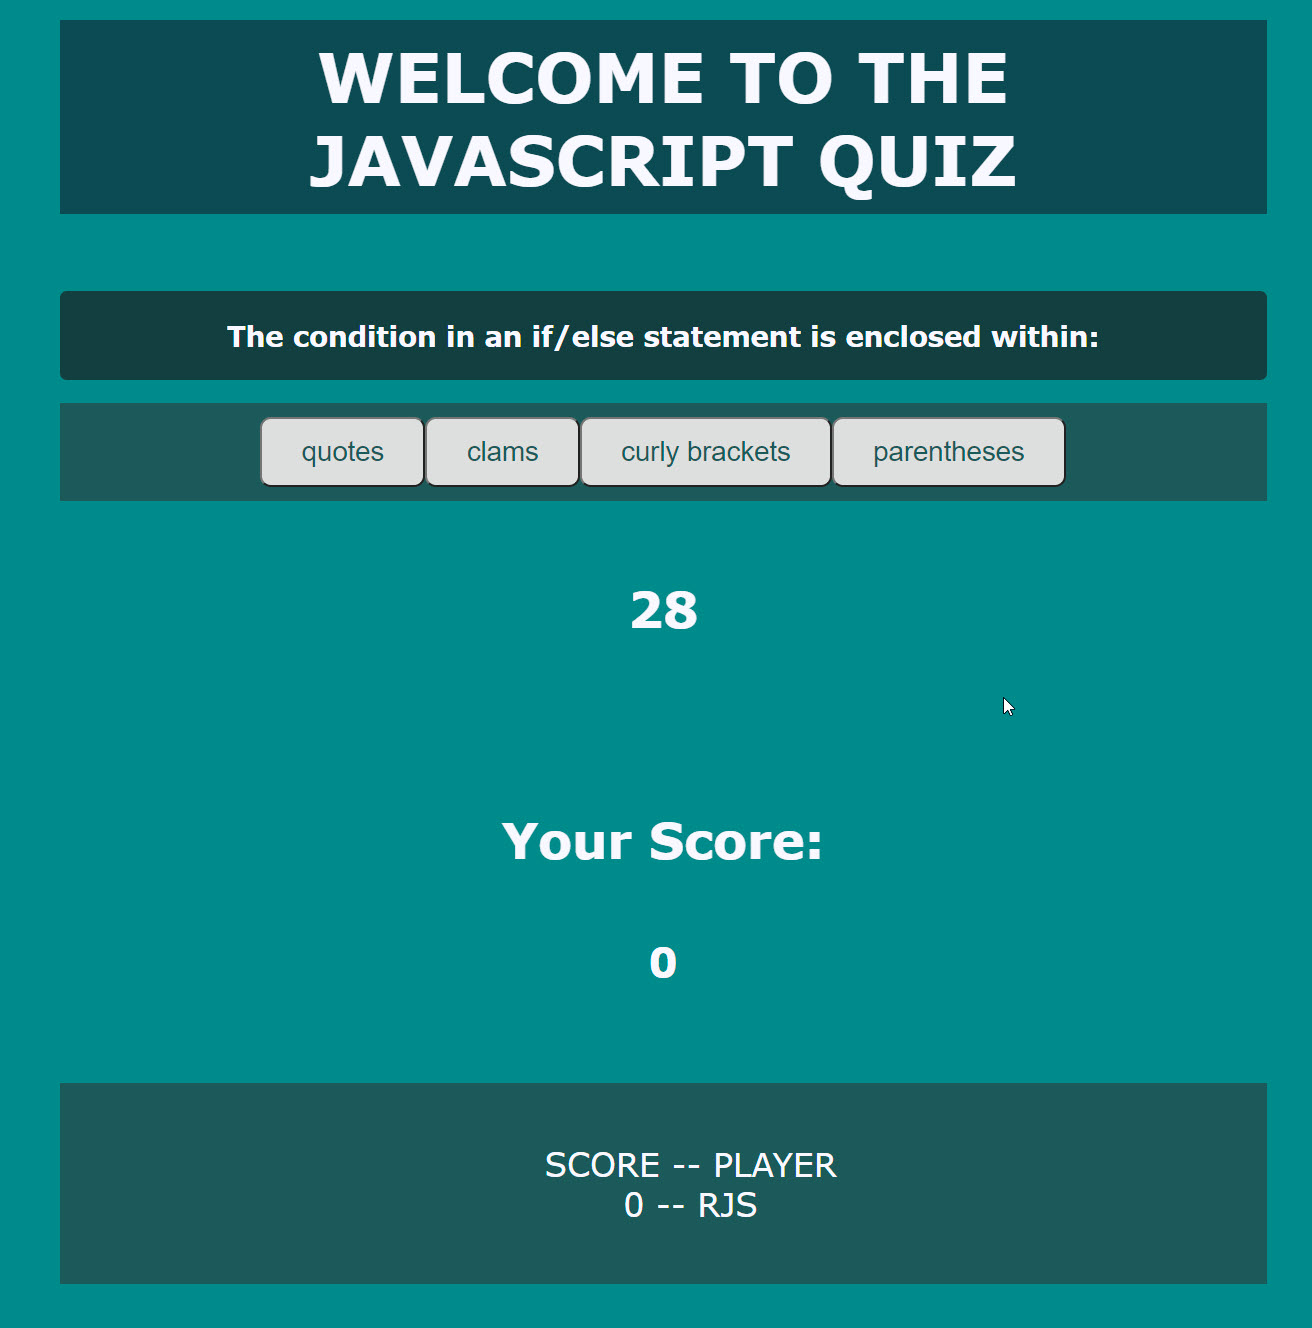 WELCOME TO THE
JAVASCRIPT QUIZ
The condition in an if/else statement is enclosed within:
quotes clams curly brackets parentheses
28
Your Score:
0
SCORE -- PLAYER
0 -- RJS